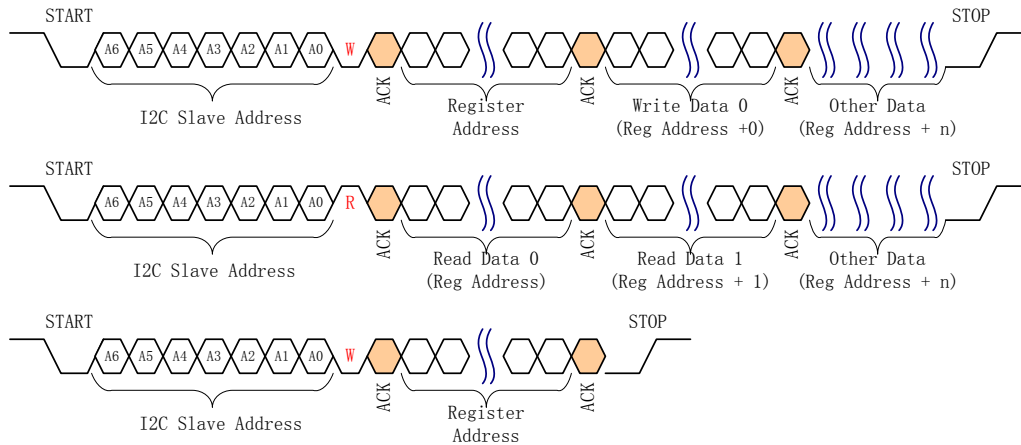 START STOP
A6 A5 A4 A3 A2 A1 A0 W
ACK ACK ACK
I2C Slave Address Register Write Data 0 Other Data
Address (Reg Address +0) (Reg Address + n)
START STOP
A6 A5 A4 A3 A2 A1 A0 R
ACK ACK ACK
I2C Slave Address Read Data 0 Read Data 1 Other Data
(Reg Address) (Reg Address + 1) (Reg Address + n)
START STOP
A6 A5 A4 A3 A2 A1 A0 W
ACK ACK
I2C Slave Address Register
Address